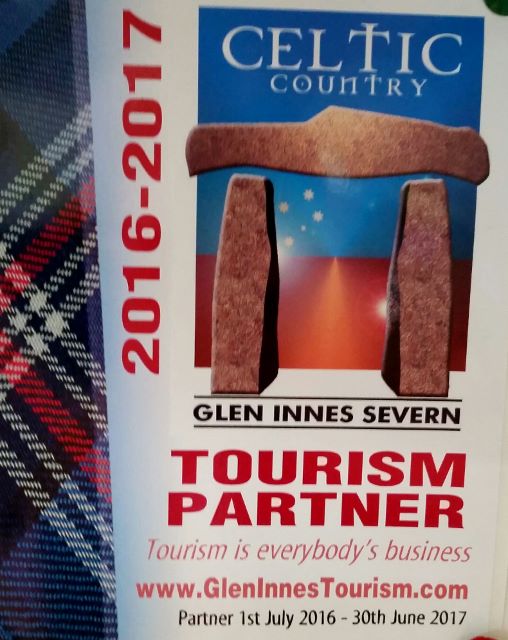 2016-2017
CELTIC
COUNTRY
GLEN INNES SEVERN
TOURISM
PARTNER
Tourism is everybody's business
www.GlenInnesTourism.com
Partner 1st July 2016 - 30th June 2017